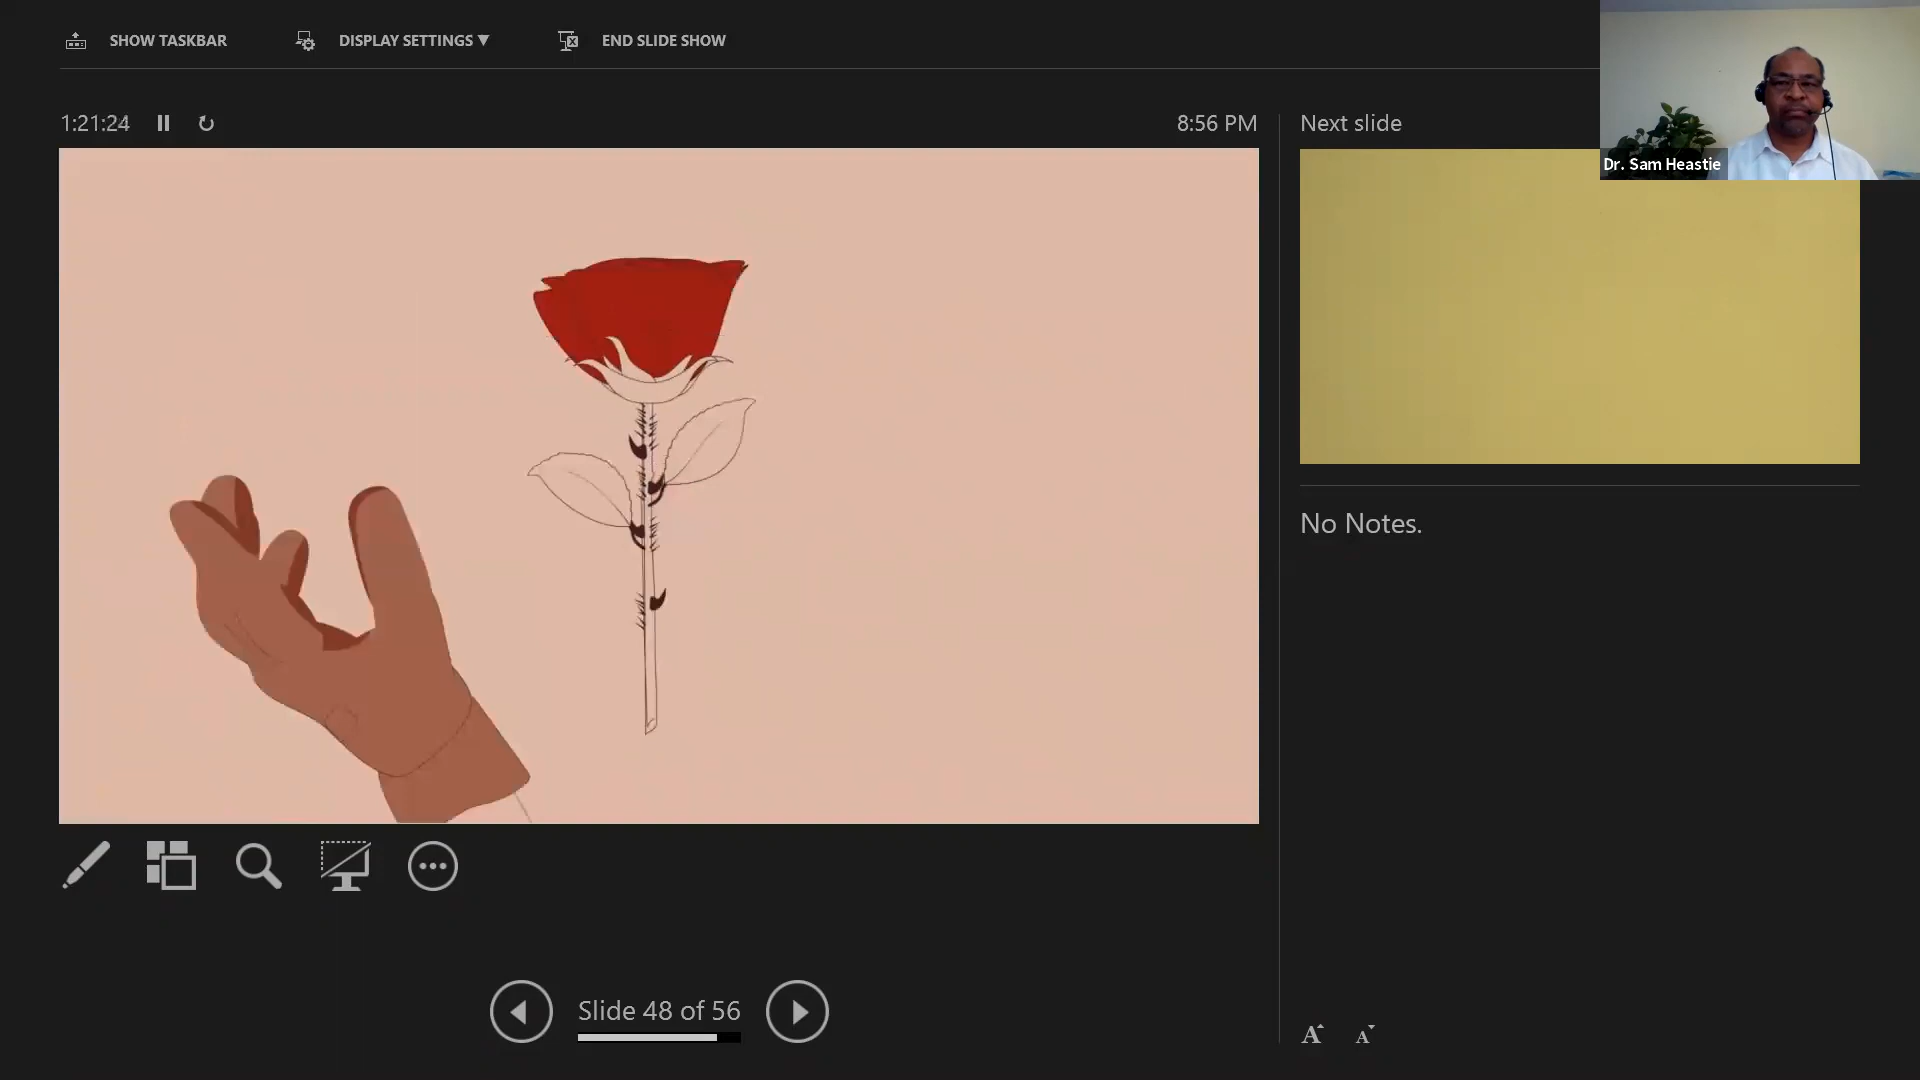 SHOW TASKBAR
DISPLAY SETTINGS ▼
END SLIDE SHOW
1:21:24
8:56 PM
Next slide
Dr. Sam Heastie
No Notes.
Slide 48 of 56
A
A